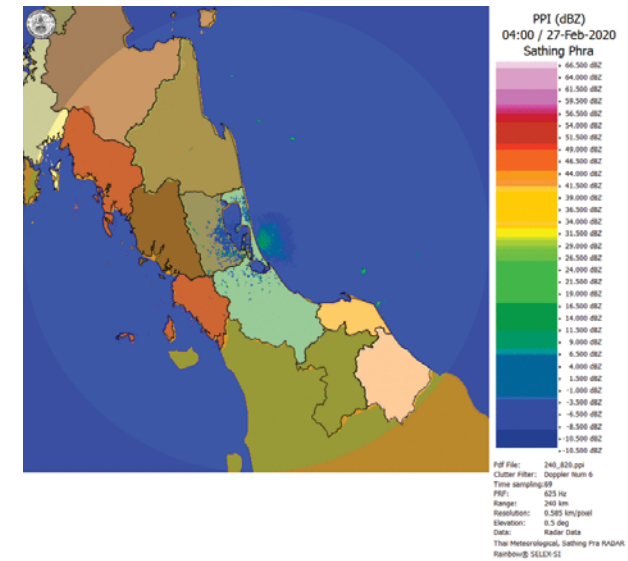 PPI (dBZ)
04:00 / 27-Feb-2020
Sathing Phra
66.500 dBZ
64.000 dBZ
61.500 dBZ
59.500 dBZ
56.500 dBZ
54.000 dBZ
51.500 dBZ
49.000 dBZ
46.500 dBZ
44.000 dBZ
41.500 dBZ
39.000 dBZ
36.500 dBZ
34.000 dBZ
31.500 dBZ
29.000 dBZ
26.500 dBZ
24.000 dBZ
21.500 dBZ
19.000 dBZ
16.500 dBZ
14.000 dBZ
11.500 dBZ
9.000 dBZ
6.500 dBZ
4.000 dBZ
1.500 dBZ
-1.000 dBZ
-3.500 dBZ
-6.500 dBZ
-8.500 dBZ
-10.500 dBZ
-10.500 dBZ
Pdf File: 240_820.ppi
Clutter Filter: Doppler Num 6
Time sampling:69
PRF: 625 Hz
Range: 240 km
Resolution: 0.585 km/pixel
Elevation: 0.5 deg
Data: Radar Data
Thai Meteorological, Sathing Pra RADAR
Rainbow® SELEX-SI